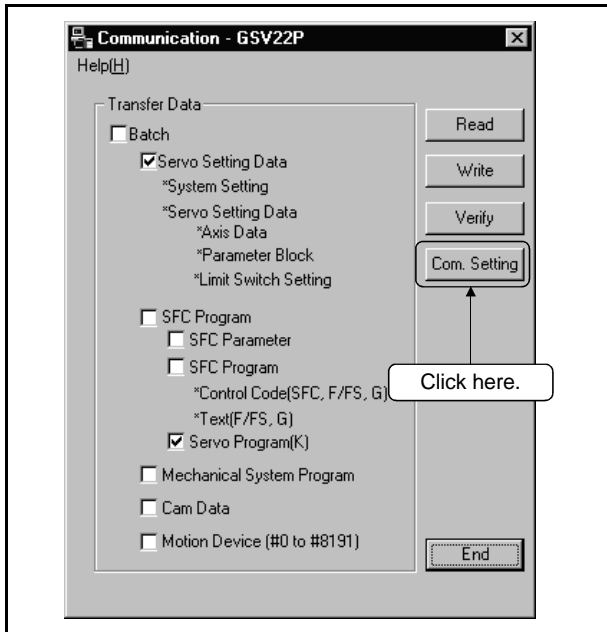 Communication - GSV22P
Help(H)
Transfer Data
Batch
Servo Setting Data
*System Setting
*Servo Setting Data
*Axis Data
*Parameter Block
*Limit Switch Setting
SFC Program
SFC Parameter
SFC Program
*Control Code(SFC, F/FS, G)
*Text(F/FS, G)
Servo Program(K)
Mechanical System Program
Cam Data
Motion Device (#0 to #8191)
Read
Write
Verify
Com. Setting
Click here.
End